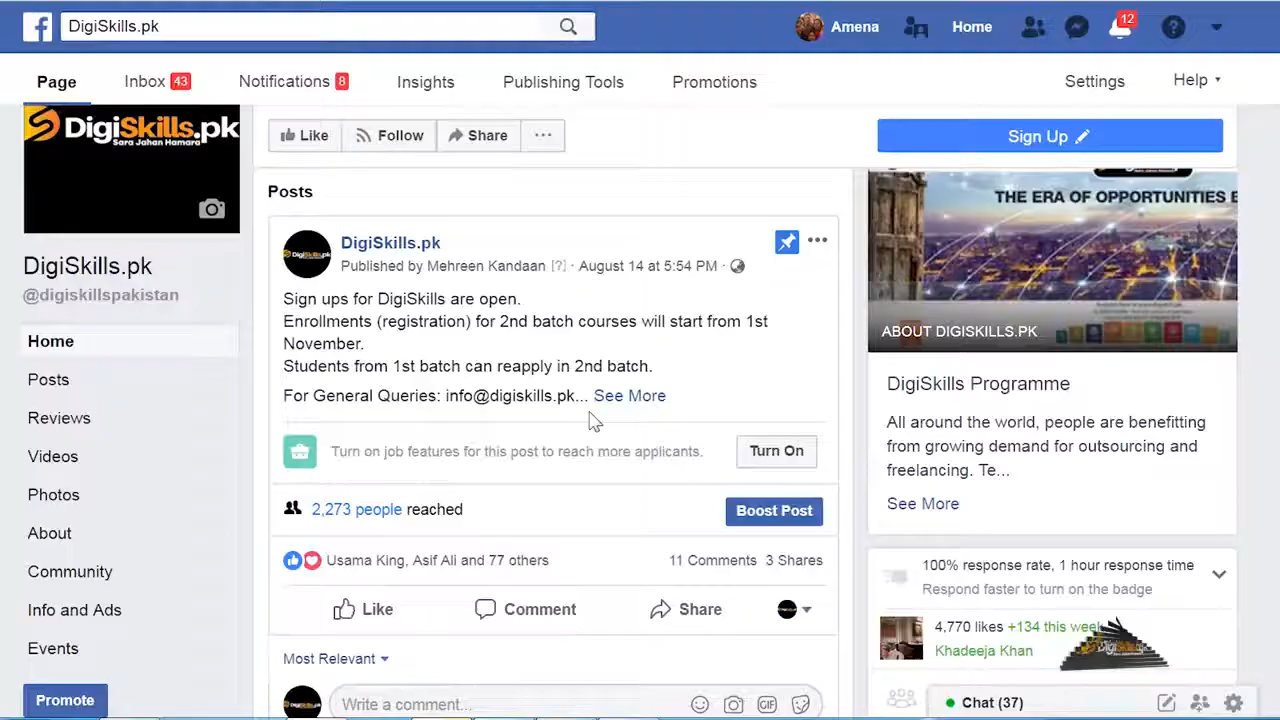 DigiSkills.pk
Amena
Home
12
Page
Inbox 43
Notifications 8
Insights
Publishing Tools
Promotions
Settings
Help
DigiSkills.pk
Sara Jahan Hamara
DigiSkills.pk
@digiskillspakistan
Home
Posts
Reviews
Videos
Photos
About
Community
Info and Ads
Events
Promote
Like
Follow
Share
Sign Up
Posts
DigiSkills.pk
Published by Mehreen Kandaan [?] · August 14 at 5:54 PM ·
Sign ups for DigiSkills are open.
Enrollments (registration) for 2nd batch courses will start from 1st
November.
Students from 1st batch can reapply in 2nd batch.
For General Queries: info@digiskills.pk... See More
Turn on job features for this post to reach more applicants.
Turn On
2,273 people reached
Boost Post
Usama King, Asif Ali and 77 others
11 Comments 3 Shares
Like
Comment
Share
Most Relevant
Write a comment...
GIF
THE ERA OF OPPORTUNITIES
ABOUT DIGISKILLS.PK
DigiSkills Programme
All around the world, people are benefitting
from growing demand for outsourcing and
freelancing. Te...
See More
100% response rate, 1 hour response time
Respond faster to turn on the badge
4,770 likes +134 this week
Khadeeja Khan
DigiSkills
Chat (37)